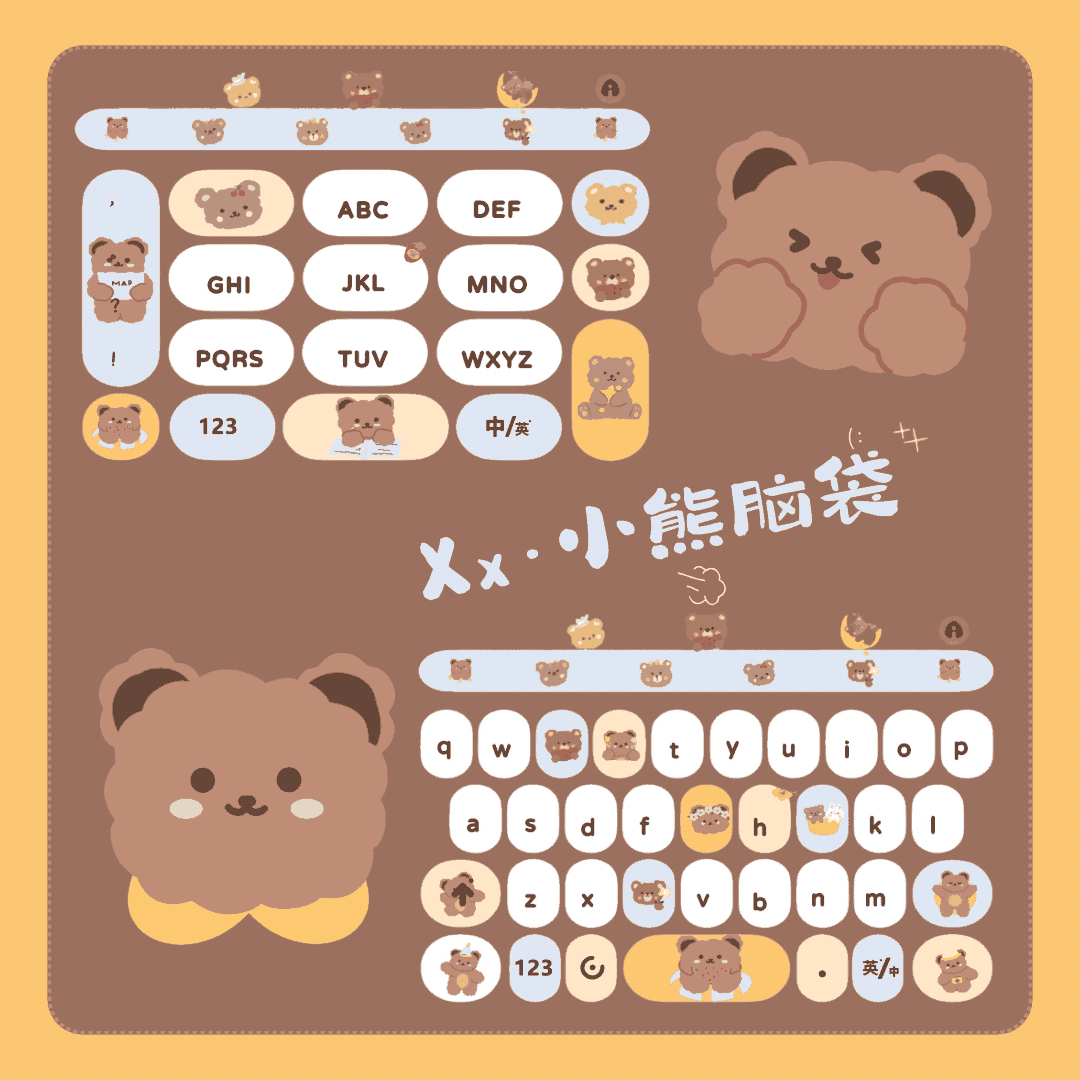 ,
ABC
DEF
MAP
?
GHI
JKL
MNO
!
PQRS
TUV
WXYZ
123
中/英
Xx·小熊脑袋
q w t y u i o p
a s d f h k l
z x v b n m
123
.
英/中